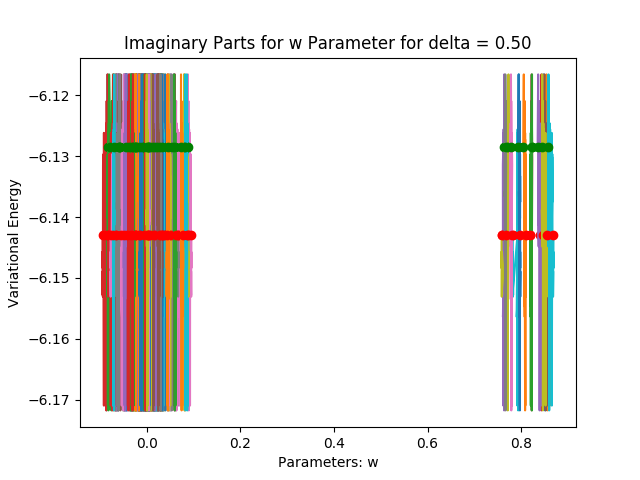 Imaginary Parts for w Parameter for delta = 0.50
Variational Energy
−6.12
−6.13
−6.14
−6.15
−6.16
−6.17
0.0 0.2 0.4 0.6 0.8
Parameters: w